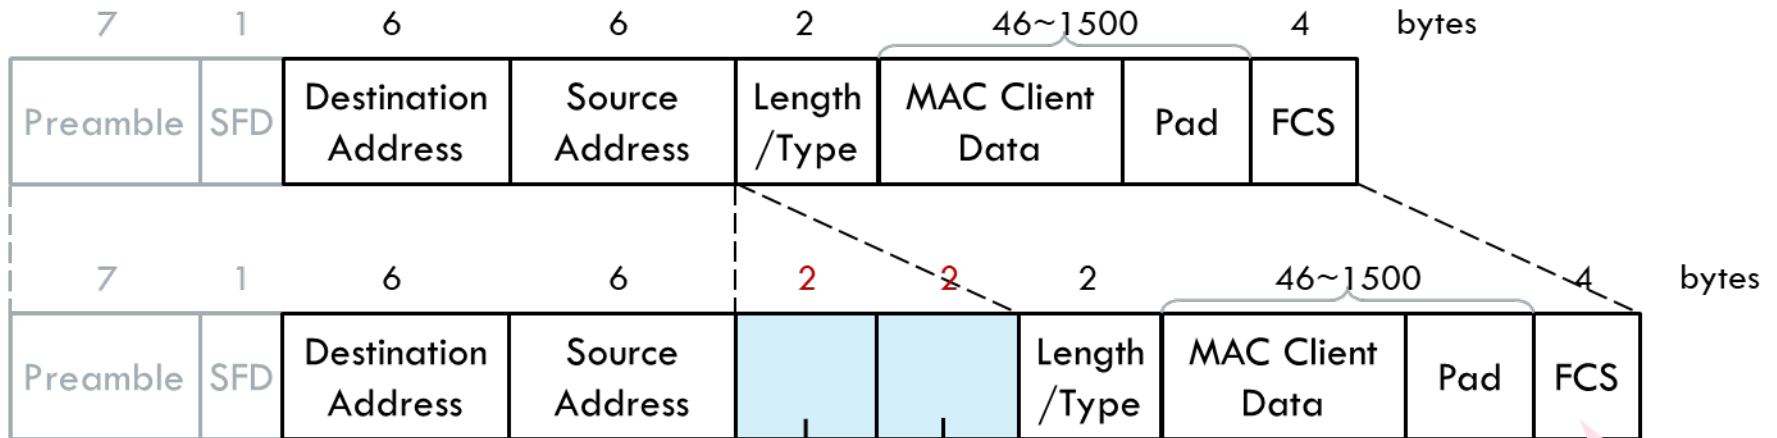 7 1 6 6 2 46~1500 4 bytes
Preamble SFD Destination Address Source Address Length /Type MAC Client Data Pad FCS
7 1 6 6 2 2 2 46~1500 4 bytes
Preamble SFD Destination Address Source Address Length /Type MAC Client Data Pad FCS